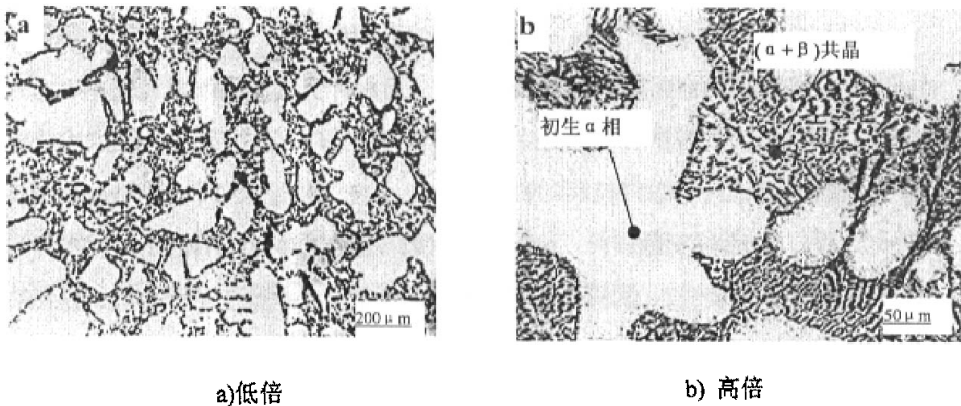 a
200μm
b
(α+β)共晶
初生α相
50μm
a)低倍
b) 高倍